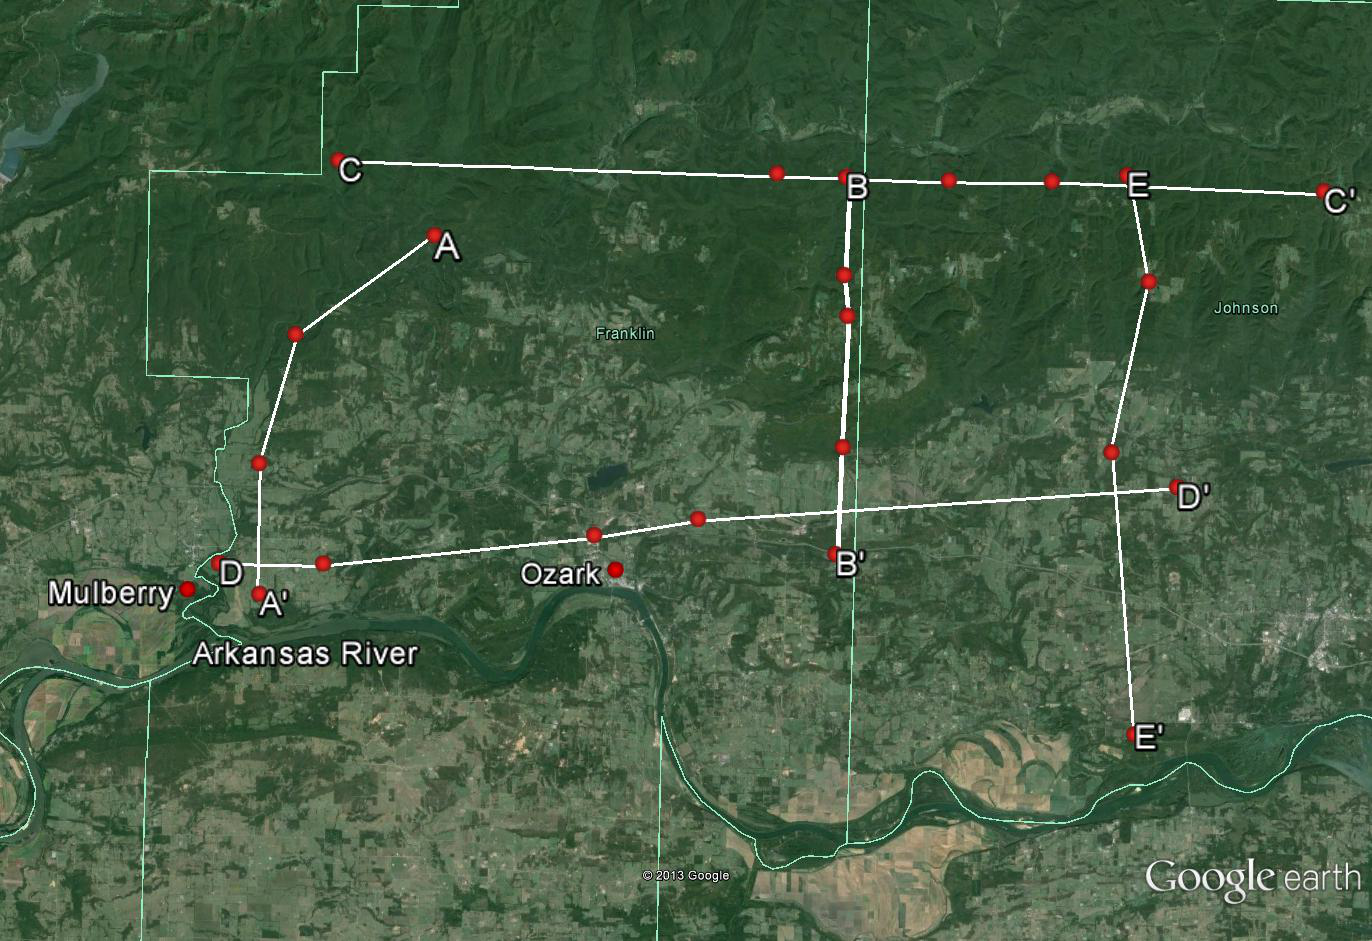 C
B
E
C'
A
Johnson
Franklin
D'
B'
D
Ozark
Mulberry
A'
Arkansas River
E'
© 2013 Google
Google earth